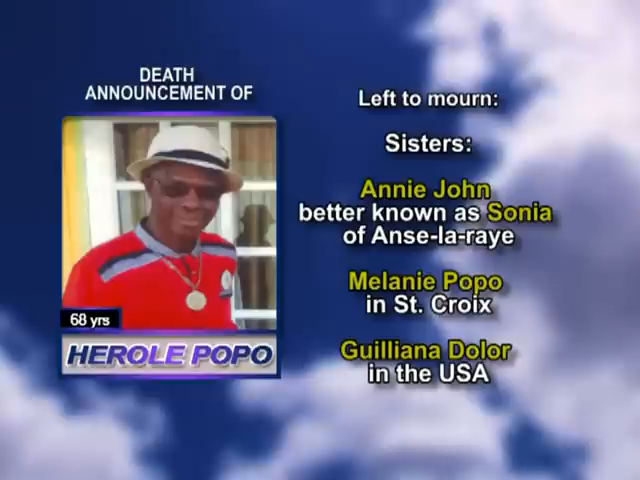 DEATH
ANNOUNCEMENT OF
68 yrs
HEROLE POPO
Left to mourn:
Sisters:
Annie John
better known as Sonia
of Anse-la-raye
Melanie Popo
in St. Croix
Guilliana Dolor
in the USA